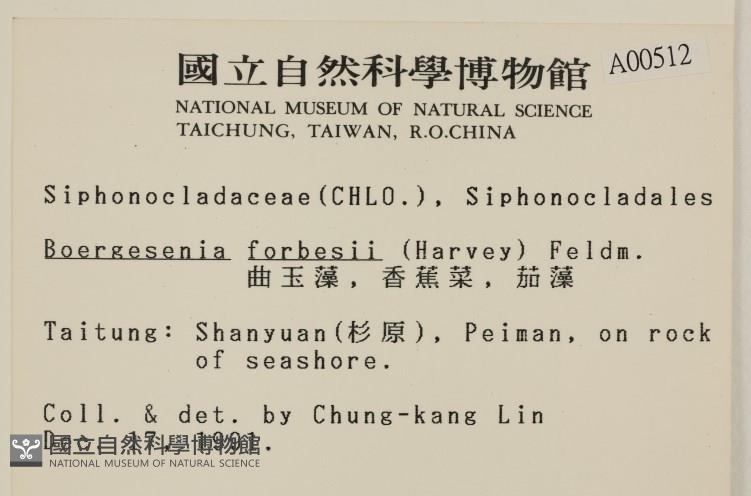 國立自然科學博物館
A00512
NATIONAL MUSEUM OF NATURAL SCIENCE
TAICHUNG, TAIWAN, R.O.CHINA
Siphonocladaceae(CHLO.), Siphonocladales
Boergesenia forbesii (Harvey) Feldm.
曲玉藻, 香蕉菜, 茄藻
Taitung: Shanyuan(杉原), Peiman, on rock
of seashore.
Coll. & det. by Chung-kang Lin
Dec. 17, 1991.
國立自然科學博物館
NATIONAL MUSEUM OF NATURAL SCIENCE